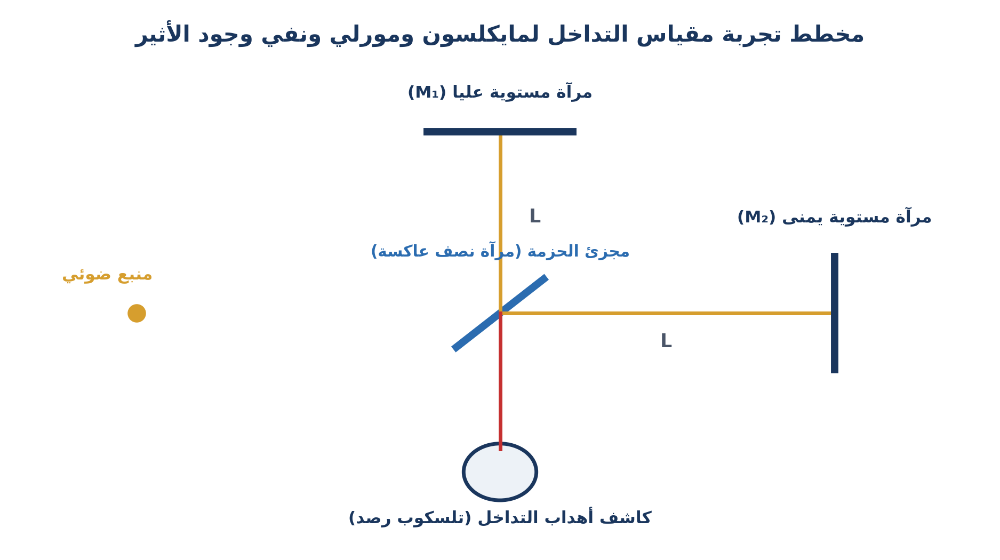 مخطط تجربة مقياس التداخل لمايكلسون ومورلي ونفي وجود الأثير
مرآة مستوية عليا (M₁)
L
مرآة مستوية يمنى (M₂)
مجزئ الحزمة (مرآة نصف عاكسة)
منبع ضوئي
L
كاشف أهداب التداخل (تلسكوب رصد)